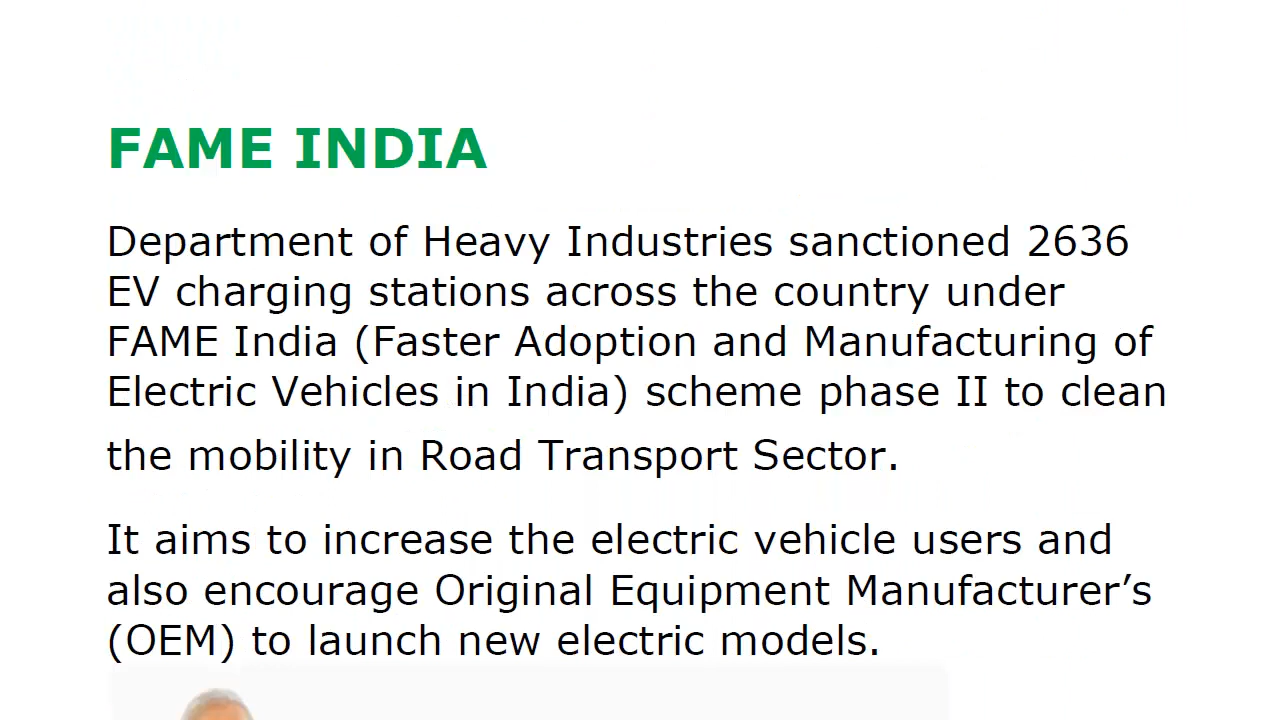 FAME INDIA
Department of Heavy Industries sanctioned 2636
EV charging stations across the country under
FAME India (Faster Adoption and Manufacturing of
Electric Vehicles in India) scheme phase II to clean
the mobility in Road Transport Sector.
It aims to increase the electric vehicle users and
also encourage Original Equipment Manufacturer’s
(OEM) to launch new electric models.